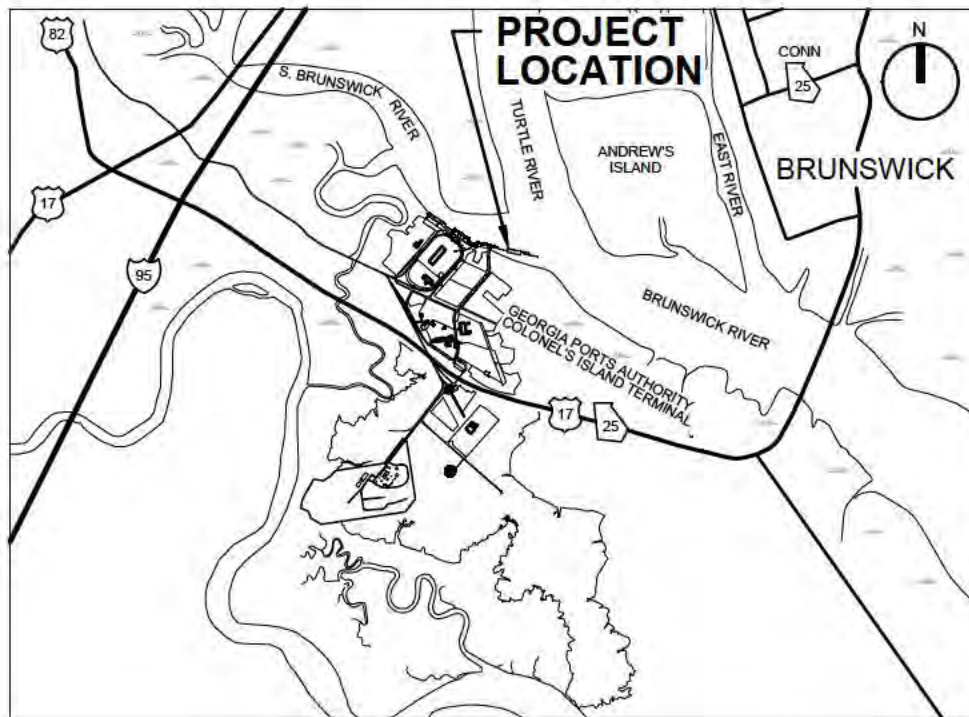 82
PROJECT
LOCATION
N
CONN
25
S. BRUNSWICK RIVER
TURTLE RIVER
ANDREW'S
ISLAND
EAST RIVER
BRUNSWICK
17
95
BRUNSWICK RIVER
GEORGIA PORTS AUTHORITY
COLONEL'S ISLAND TERMINAL
17
25